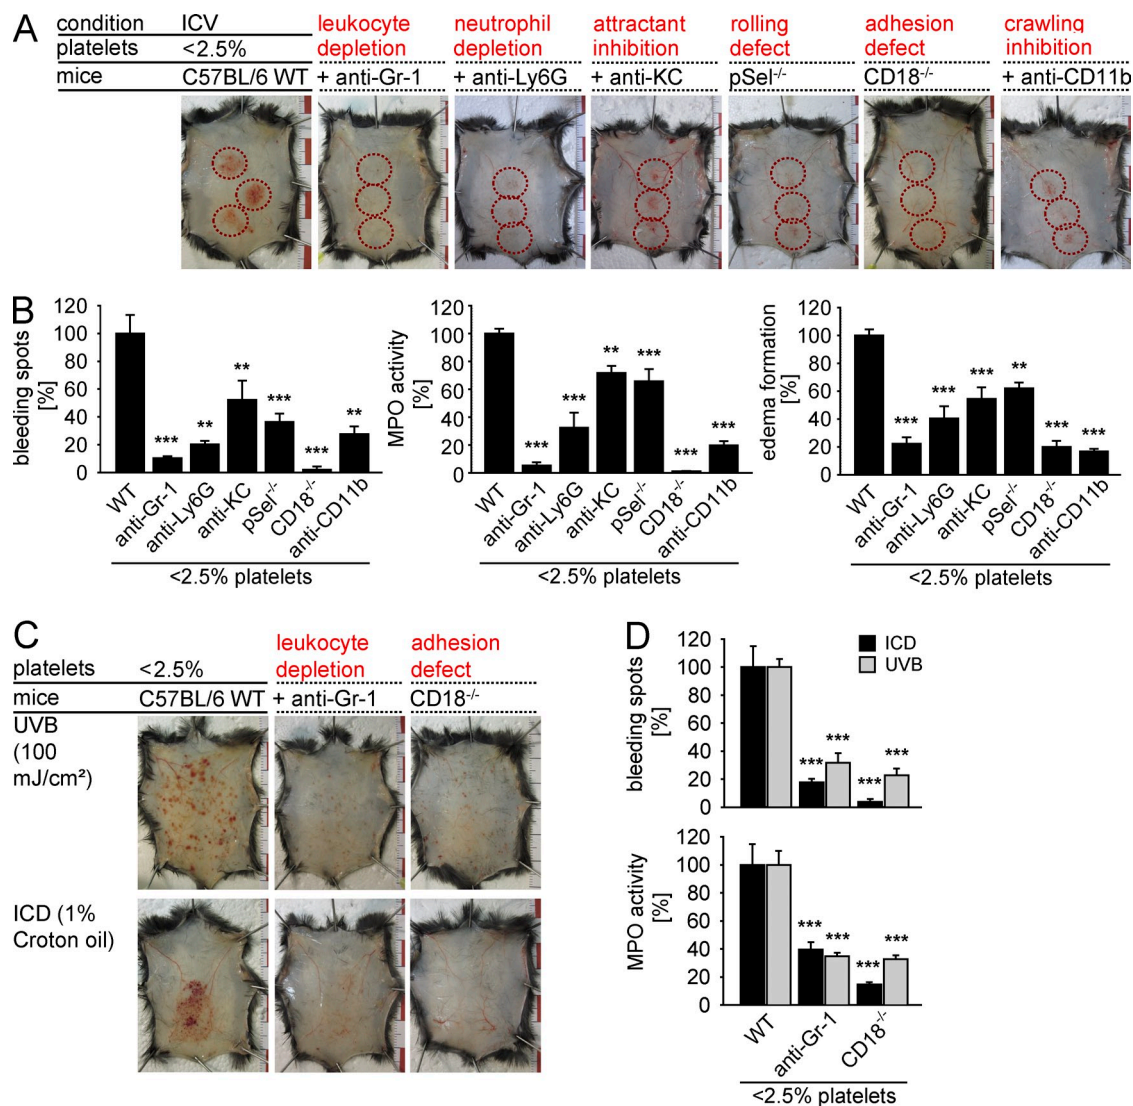 A
condition ICV leukocyte neutrophil attractant rolling adhesion crawling
platelets <2.5% depletion depletion inhibition defect defect inhibition
mice C57BL/6 WT + anti-Gr-1 + anti-Ly6G + anti-KC pSel-/- CD18-/- + anti-CD11b
B
bleeding spots
[%]
120
100
80
60
40
20
0
*** ** ** *** *** **
WT anti-Gr-1 anti-Ly6G anti-KC pSel-/- CD18-/- anti-CD11b
<2.5% platelets
MPO activity
[%]
120
100
80
60
40
20
0
*** *** ** *** *** ***
WT anti-Gr-1 anti-Ly6G anti-KC pSel-/- CD18-/- anti-CD11b
<2.5% platelets
edema formation
[%]
120
100
80
60
40
20
0
*** *** *** ** *** ***
WT anti-Gr-1 anti-Ly6G anti-KC pSel-/- CD18-/- anti-CD11b
<2.5% platelets
C
leukocyte adhesion
platelets <2.5% depletion defect
mice C57BL/6 WT + anti-Gr-1 CD18-/-
UVB
(100
mJ/cm²)
ICD (1%
Croton oil)
D
ICD
UVB
bleeding spots
[%]
120
100
80
60
40
20
0
*** *** *** ***
MPO activity
[%]
120
100
80
60
40
20
0
*** *** *** ***
WT anti-Gr-1 CD18-/-
<2.5% platelets